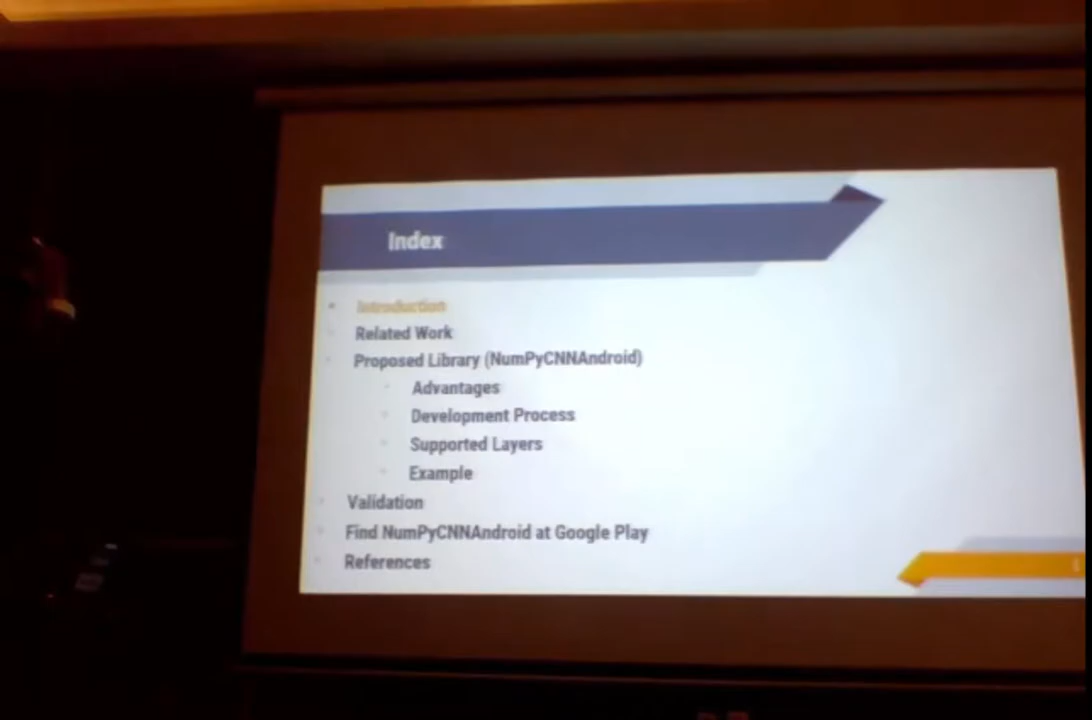 Index
Introduction
Related Work
Proposed Library (NumPyCNNAndroid)
Advantages
Development Process
Supported Layers
Example
Validation
Find NumPyCNNAndroid at Google Play
References